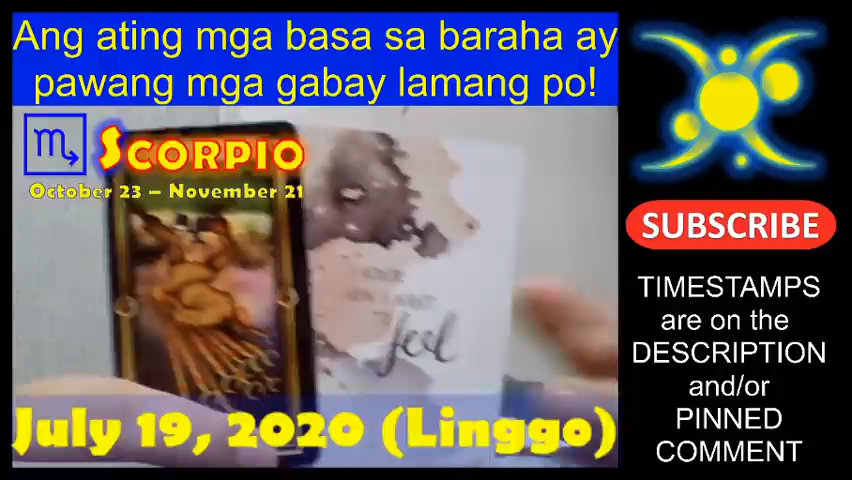 Ang ating mga basa sa baraha ay
pawang mga gabay lamang po!
SCORPIO
October 23 – November 21
feel
July 19, 2020 (Linggo)
SUBSCRIBE
TIMESTAMPS
are on the
DESCRIPTION
and/or
PINNED
COMMENT